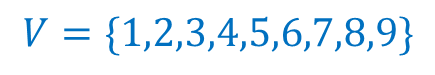 V = {1,2,3,4,5,6,7,8,9}